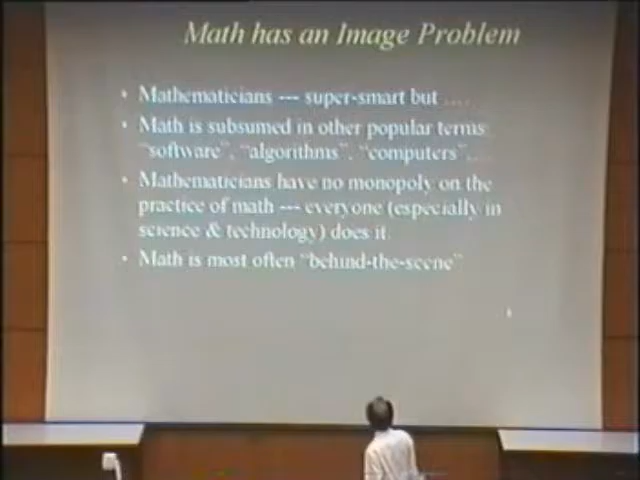 Math has an Image Problem
• Mathematicians --- super-smart but ....
• Math is subsumed in other popular terms
"software", "algorithms", "computers"...
• Mathematicians have no monopoly on the
practice of math --- everyone (especially in
science & technology) does it
• Math is most often "behind-the-scene"